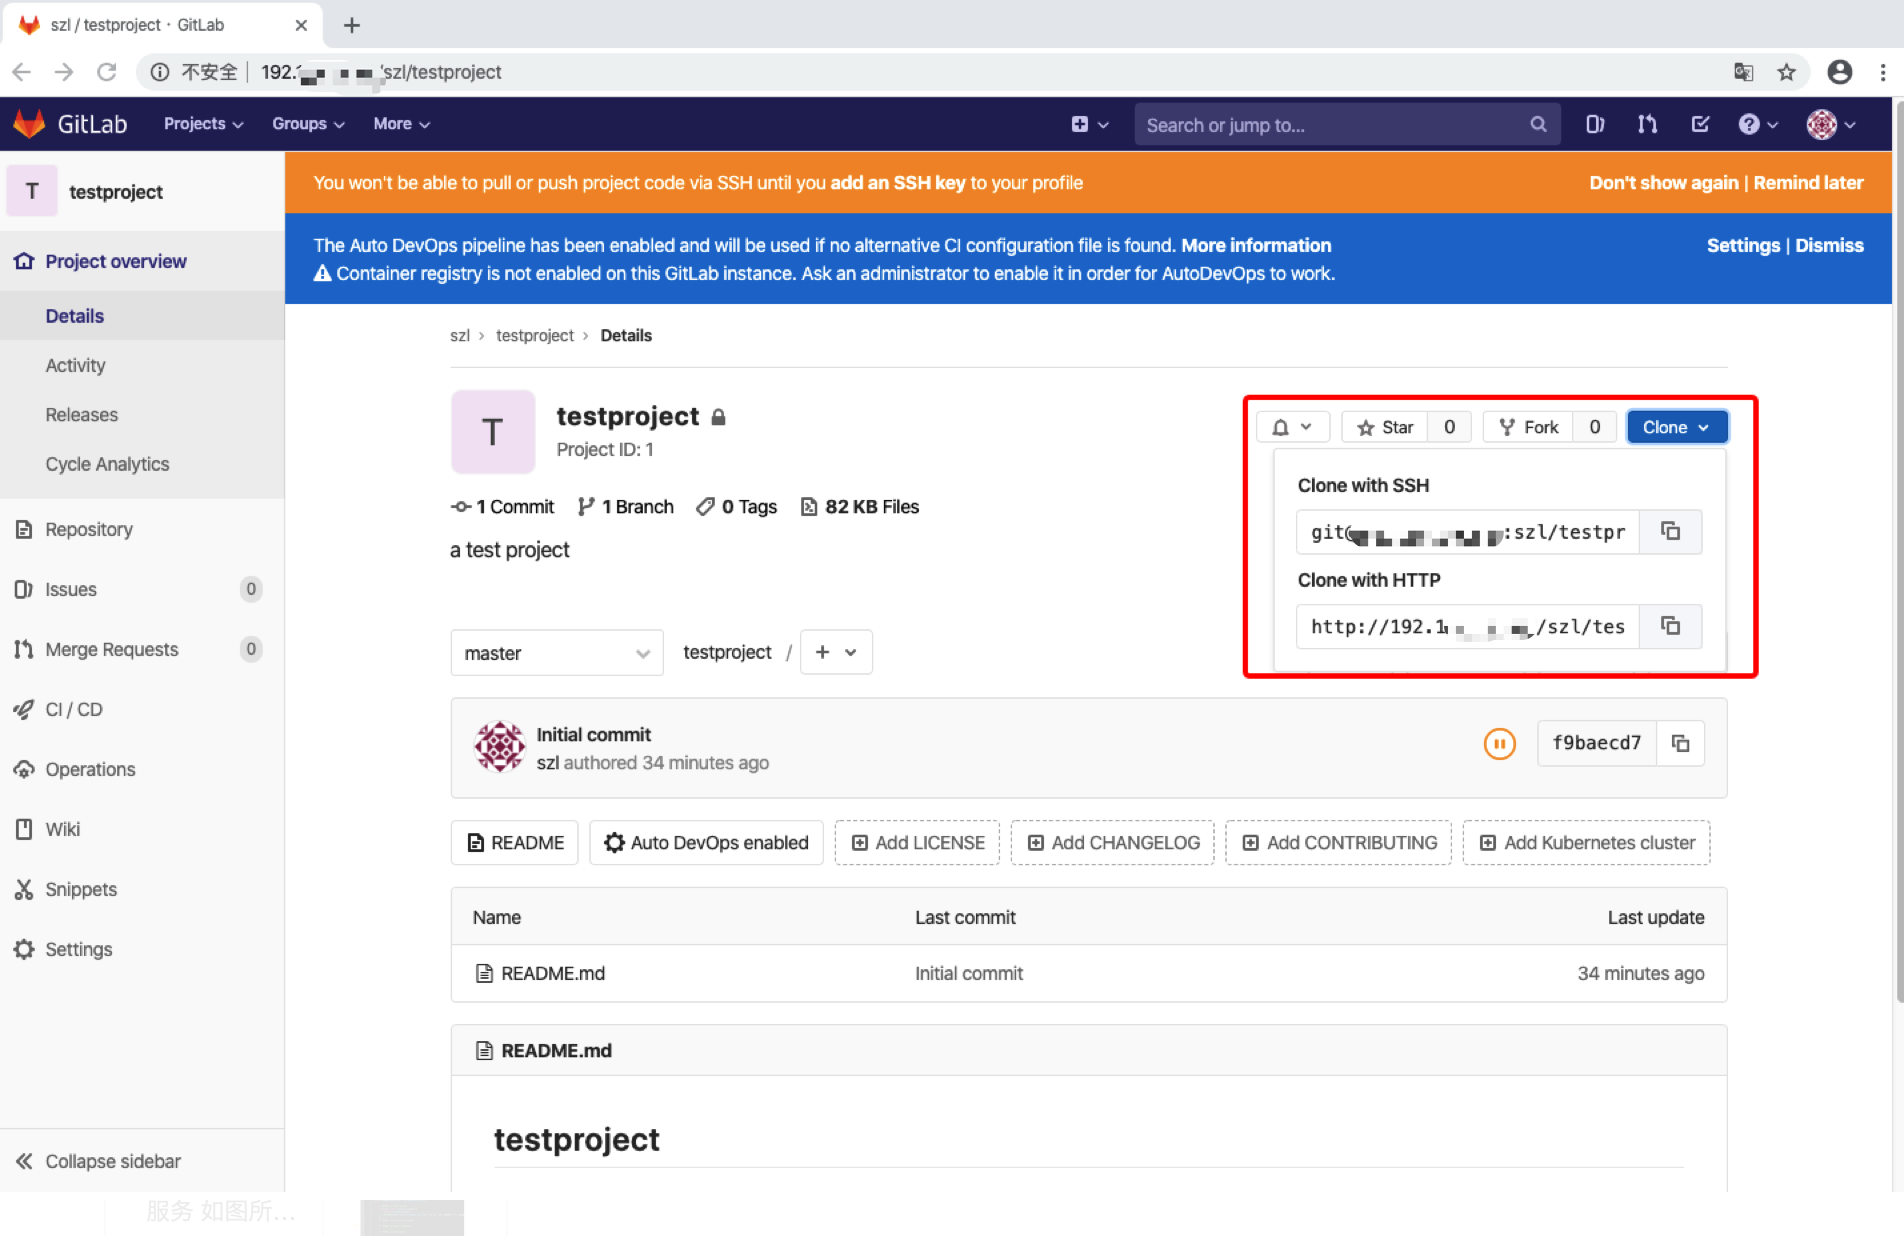 szl / testproject · GitLab
不安全 192. /szl/testproject
GitLab Projects Groups More Search or jump to...
T testproject
You won't be able to pull or push project code via SSH until you add an SSH key to your profile Don't show again | Remind later
The Auto DevOps pipeline has been enabled and will be used if no alternative CI configuration file is found. More information Settings | Dismiss
Container registry is not enabled on this GitLab instance. Ask an administrator to enable it in order for AutoDevOps to work.
Project overview
Details
Activity
Releases
Cycle Analytics
Repository
Issues 0
Merge Requests 0
CI / CD
Operations
Wiki
Snippets
Settings
Collapse sidebar
szl › testproject › Details
T
testproject
Project ID: 1
Star 0 Fork 0 Clone
1 Commit 1 Branch 0 Tags 82 KB Files
a test project
Clone with SSH
git@ :szl/testpr
Clone with HTTP
http://192.1 /szl/tes
master testproject / +
Initial commit
szl authored 34 minutes ago
f9baecd7
README Auto DevOps enabled Add LICENSE Add CHANGELOG Add CONTRIBUTING Add Kubernetes cluster
Name Last commit Last update
README.md Initial commit 34 minutes ago
README.md
testproject
服务 如图所...